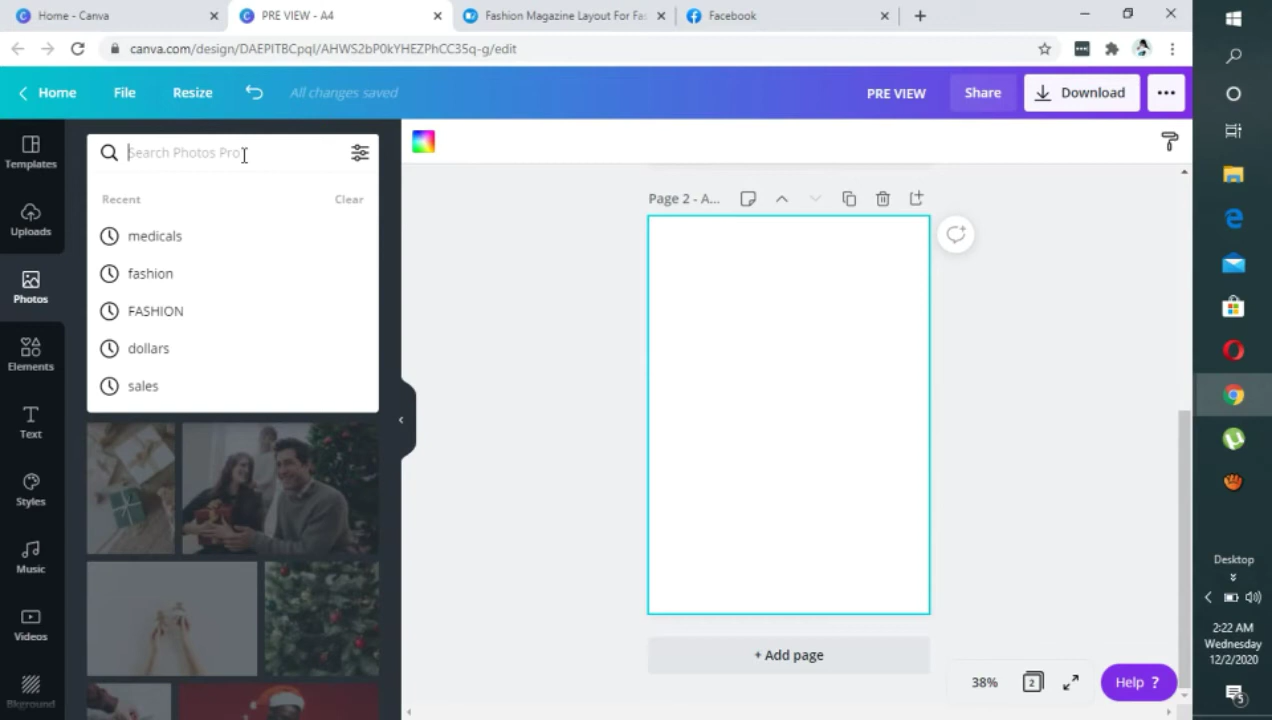 Home - Canva
PRE VIEW - A4
Fashion Magazine Layout For Fas
Facebook
canva.com/design/DAEPITBCpqI/AHWS2bP0kYHEZPhCC35q-g/edit
Home
File
Resize
All changes saved
PRE VIEW
Share
Download
Templates
Uploads
Photos
Elements
Text
Styles
Music
Videos
Bkground
Search Photos Pro
Recent
Clear
medicals
fashion
FASHION
dollars
sales
Page 2 - A...
+ Add page
38%
2
Help ?
Desktop
2:22 AM
Wednesday
12/2/2020
5